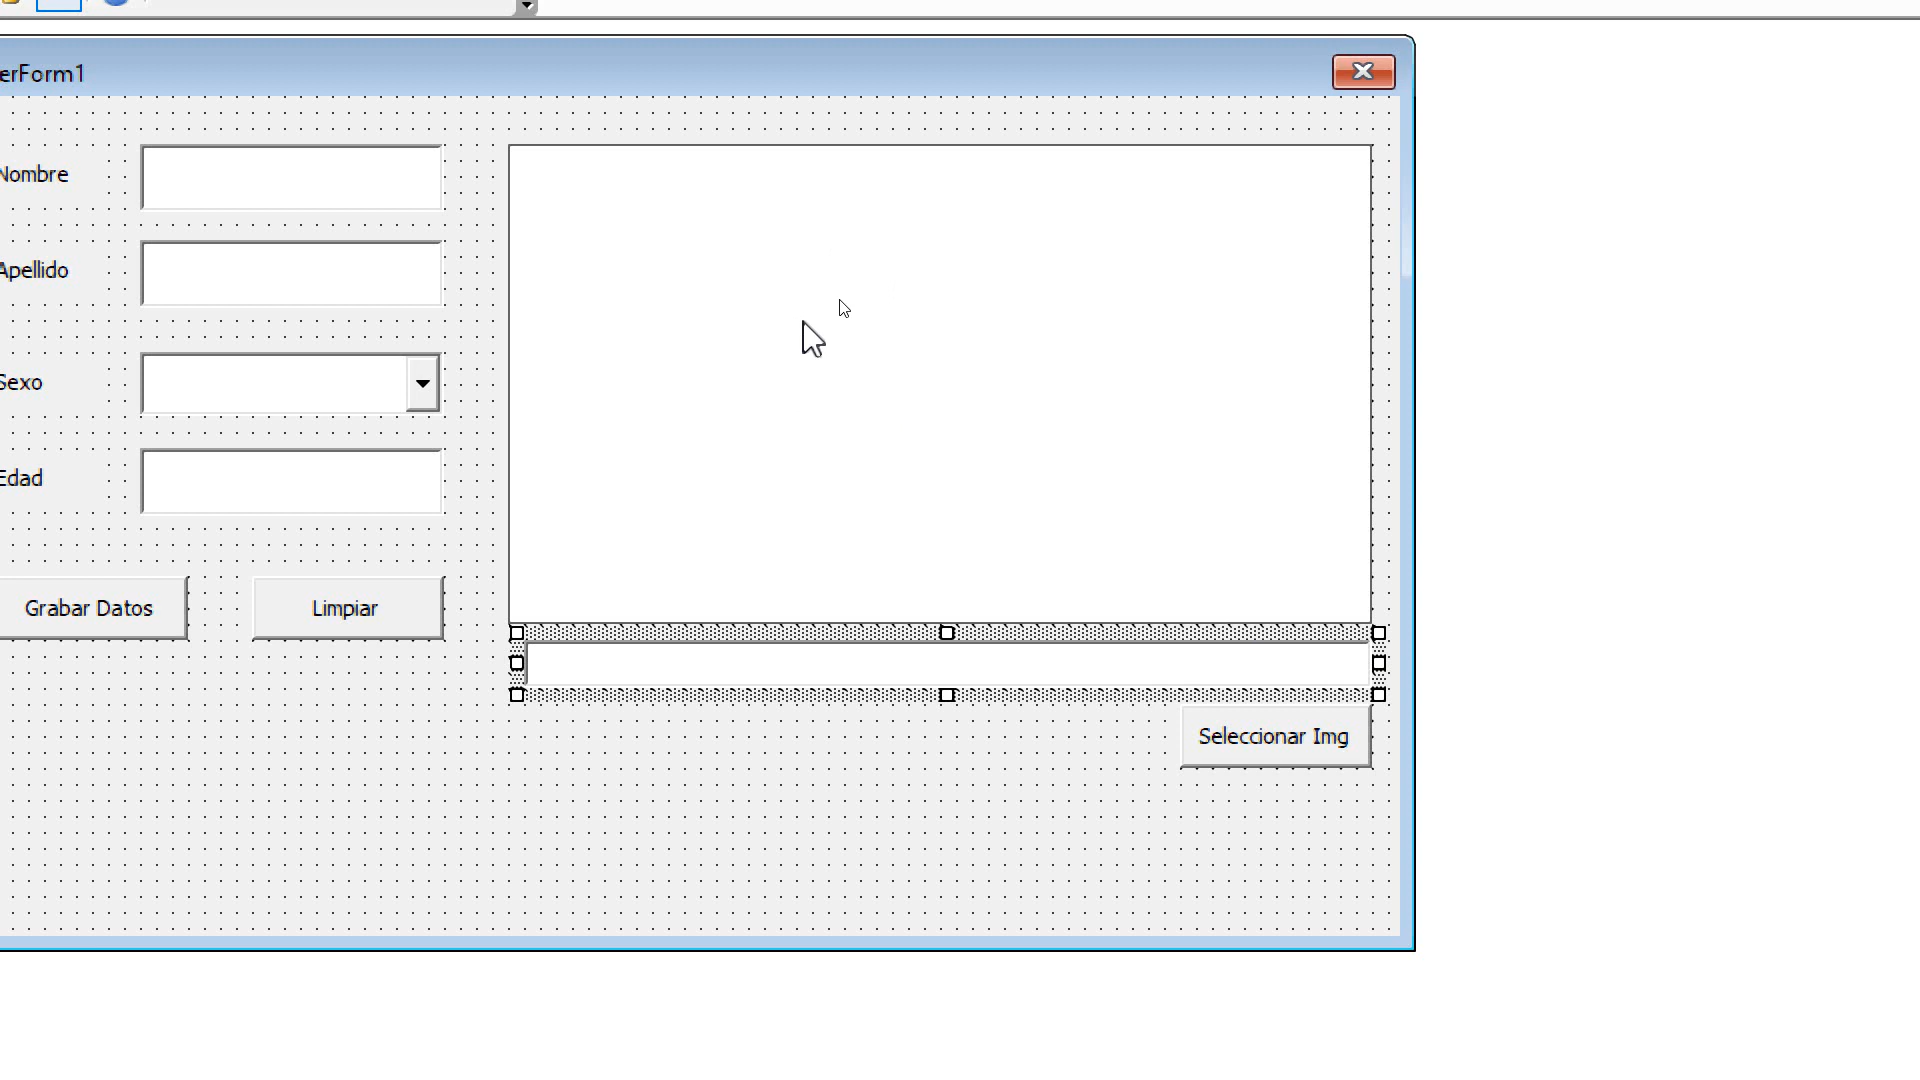 erForm1
Nombre
Apellido
Sexo
Edad
Grabar Datos
Limpiar
Seleccionar Img